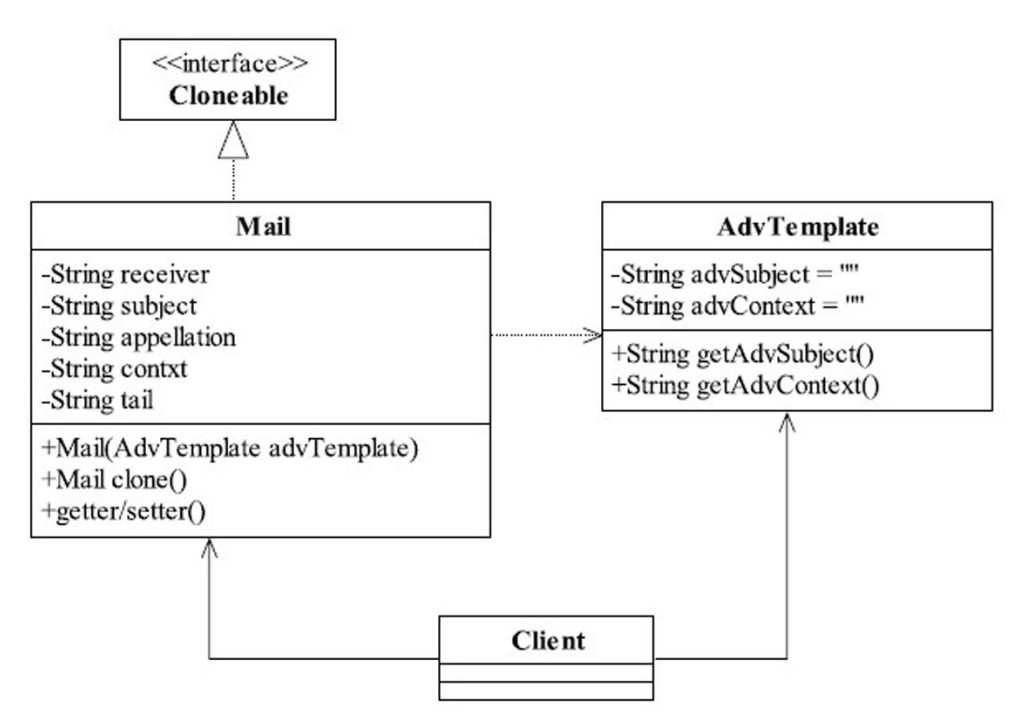 <<interface>>
Cloneable
Mail
-String receiver
-String subject
-String appellation
-String contxt
-String tail
+Mail(AdvTemplate advTemplate)
+Mail clone()
+getter/setter()
AdvTemplate
-String advSubject = ""
-String advContext = ""
+String getAdvSubject()
+String getAdvContext()
Client